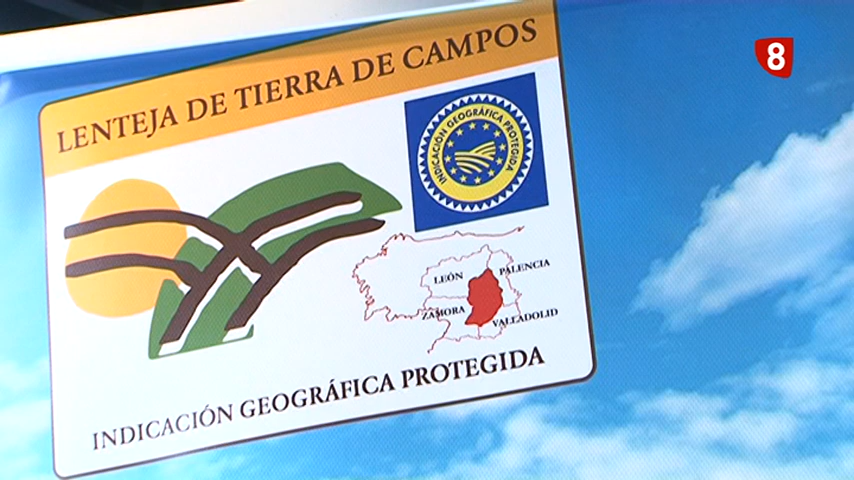 8
LENTEJA DE TIERRA DE CAMPOS
INDICACIÓN GEOGRÁFICA PROTEGIDA
LEÓN
PALENCIA
ZAMORA
VALLADOLID
INDICACIÓN GEOGRÁFICA PROTEGIDA